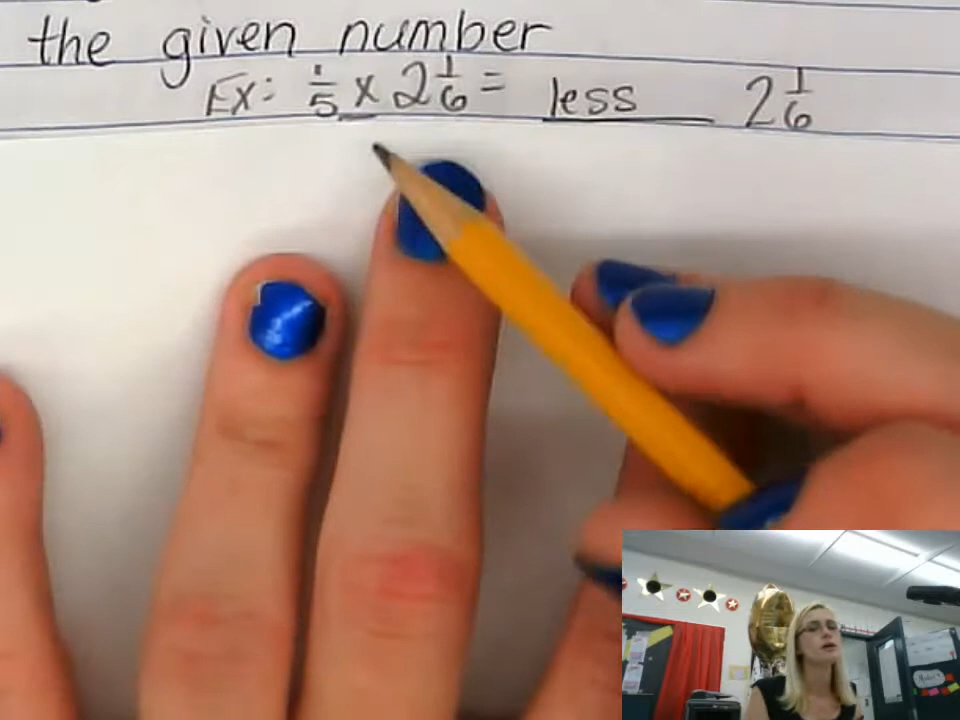 the given number
Ex: 1/5 x 2 1/6 = less 2 1/6